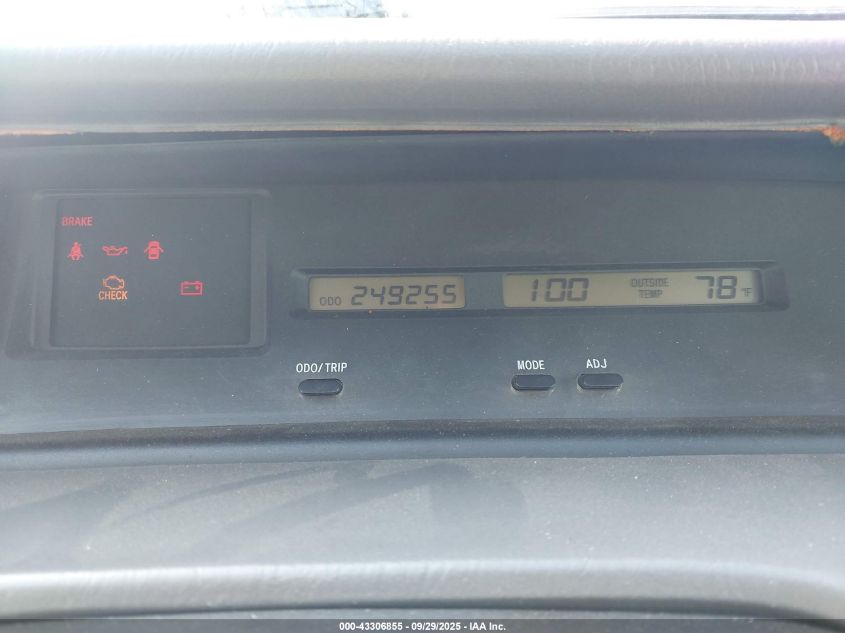 BRAKE
CHECK
ODO 249255
100 OUTSIDE TEMP 78 °F
ODO/TRIP
MODE
ADJ
000-43306855 - 09/29/2025 - IAA Inc.